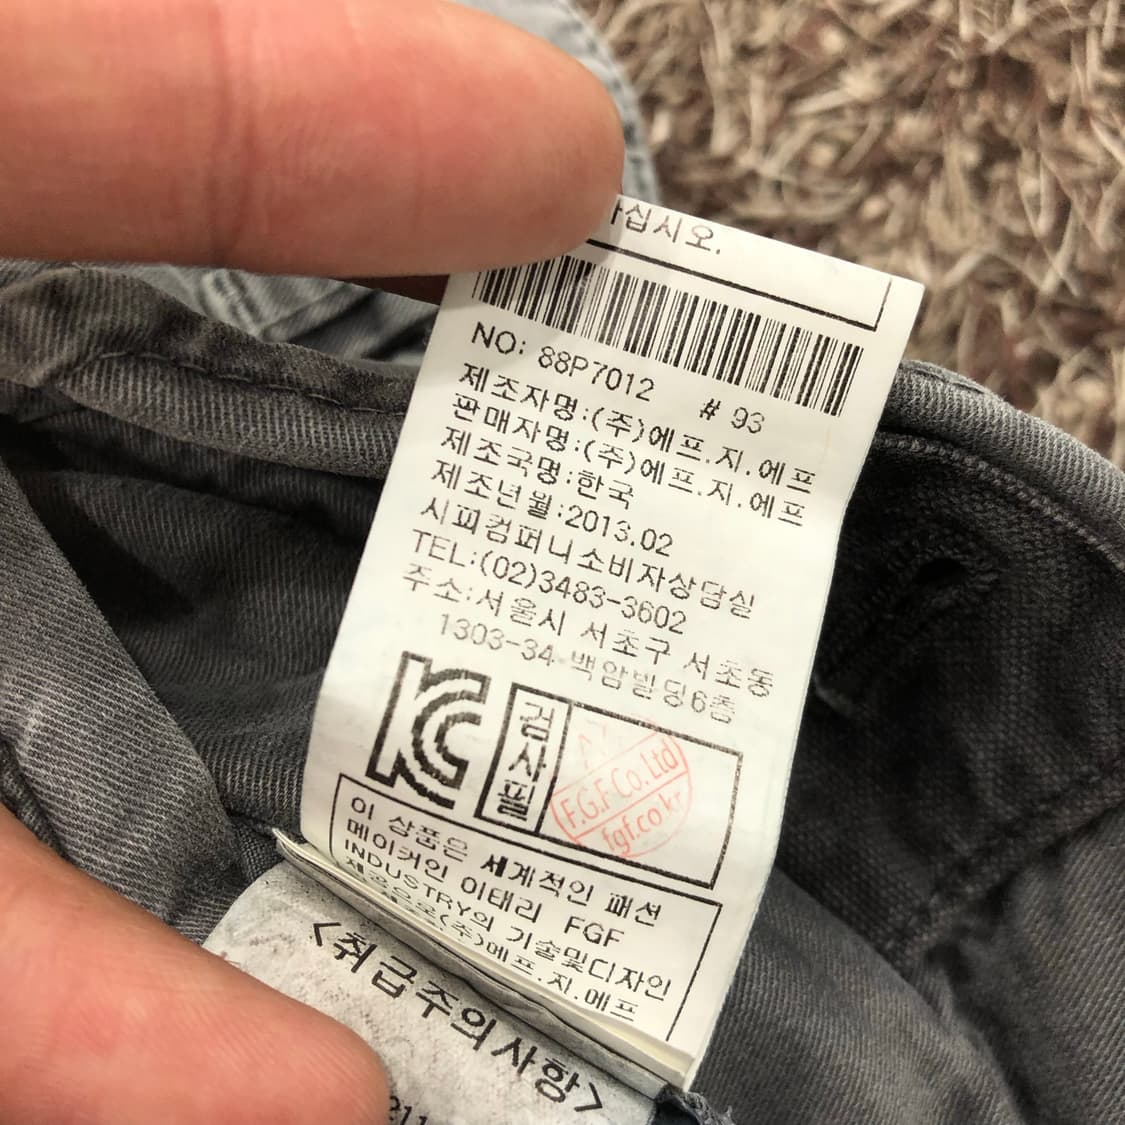 십시오.
NO: 88P7012 # 93
제조자명:(주)에프.지.에프
판매자명:(주)에프.지.에프
제조국명:한국
제조년월:2013.02
시피컴퍼니소비자상담실
TEL:(02)3483-3602
주소:서울시 서초구 서초동
1303-34 백암빌딩6층
KC
검사필
F.G.F Co.Ltd
fgf.co.kr
이 상품은 세계적인 패션
메이커인 이태리 FGF
INDUSTRY의 기술및디자인
(주)에프.지.에프
<취급주의사항>